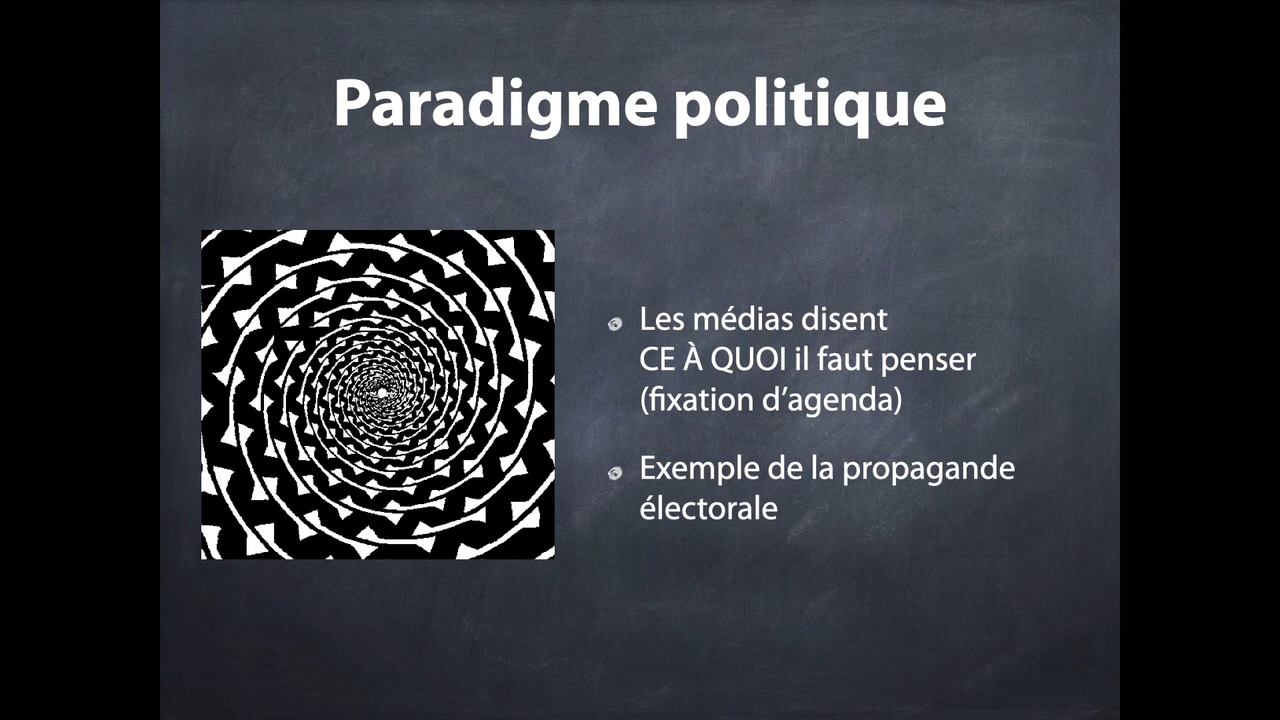 Paradigme politique
Les médias disent
CE À QUOI il faut penser
(fixation d’agenda)
Exemple de la propagande
électorale